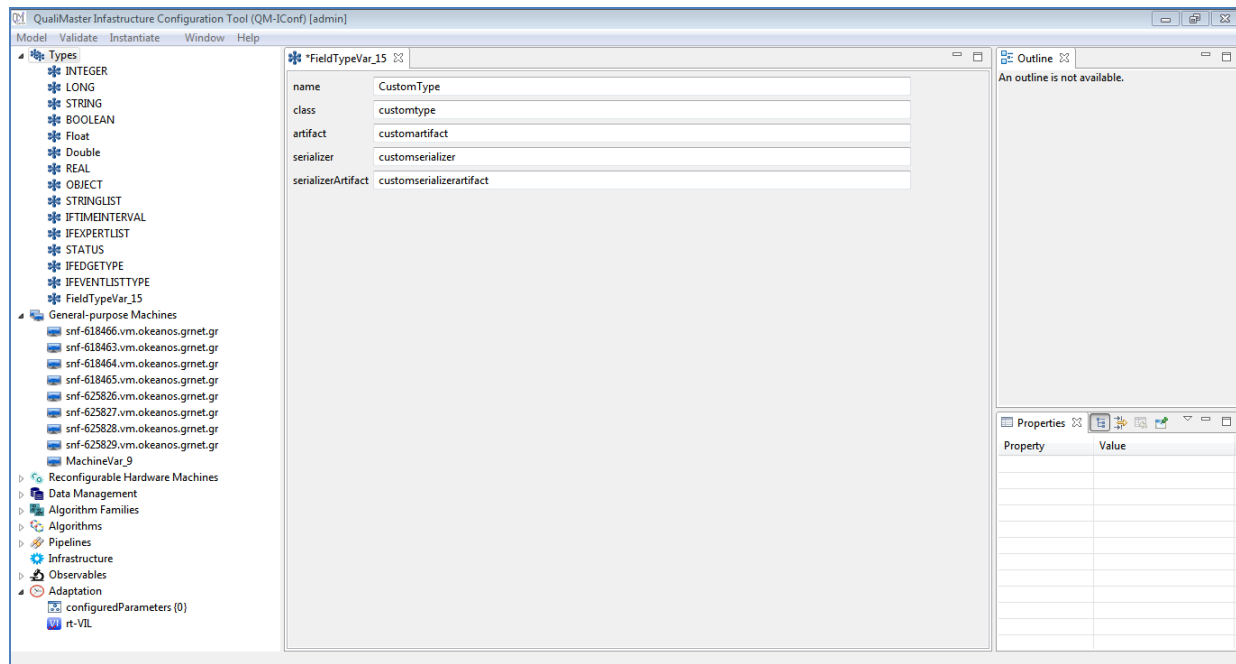 QualiMaster Infastructure Configuration Tool (QM-IConf) [admin]
Model Validate Instantiate Window Help
Types
INTEGER
LONG
STRING
BOOLEAN
Float
Double
REAL
OBJECT
STRINGLIST
IFTIMEINTERVAL
IFEXPERTLIST
STATUS
IFEDGETYPE
IFEVENTLISTTYPE
FieldTypeVar_15
General-purpose Machines
snf-618466.vm.okeanos.grnet.gr
snf-618463.vm.okeanos.grnet.gr
snf-618464.vm.okeanos.grnet.gr
snf-618465.vm.okeanos.grnet.gr
snf-625826.vm.okeanos.grnet.gr
snf-625827.vm.okeanos.grnet.gr
snf-625828.vm.okeanos.grnet.gr
snf-625829.vm.okeanos.grnet.gr
MachineVar_9
Reconfigurable Hardware Machines
Data Management
Algorithm Families
Algorithms
Pipelines
Infrastructure
Observables
Adaptation
configuredParameters {0}
rt-VIL
*FieldTypeVar_15
name CustomType
class customtype
artifact customartifact
serializer customserializer
serializerArtifact customserializerartifact
Outline
An outline is not available.
Properties
Property Value